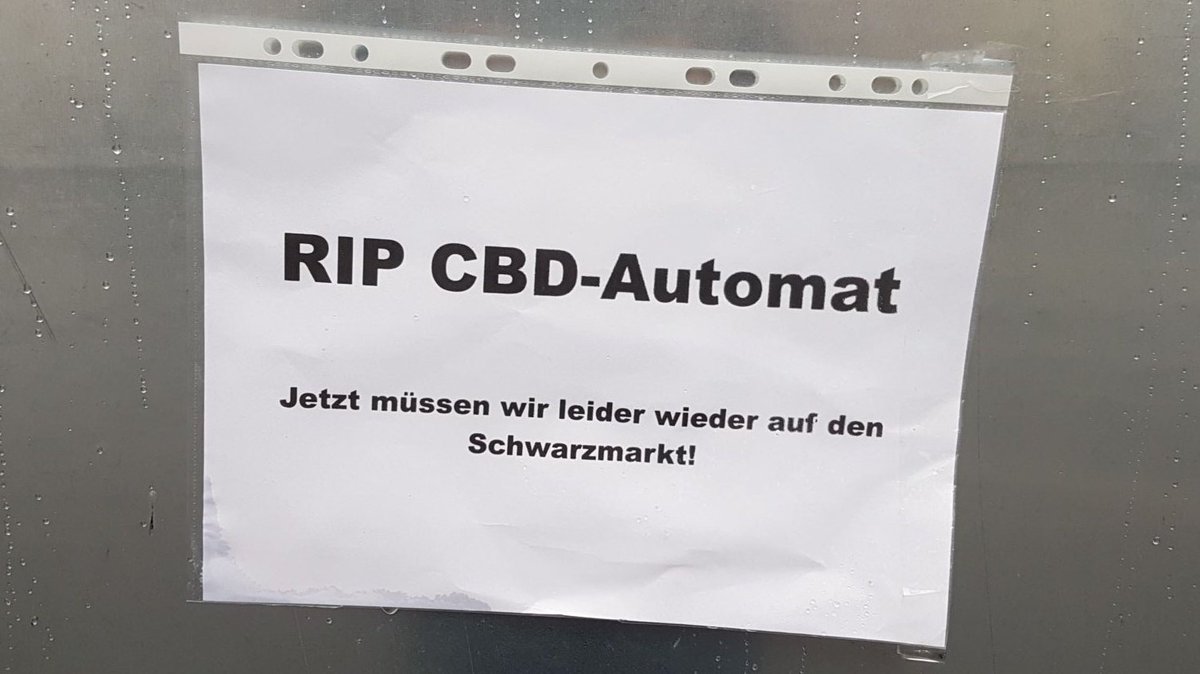 RIP CBD-Automat
Jetzt müssen wir leider wieder auf den
Schwarzmarkt!